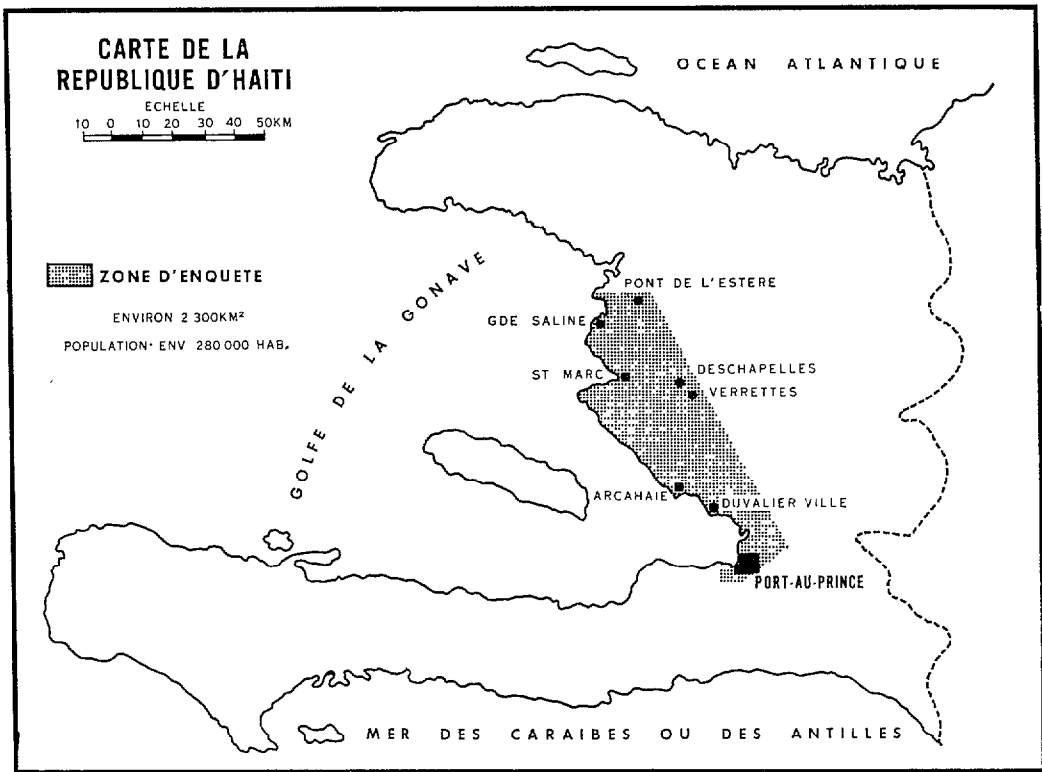 CARTE DE LA
REPUBLIQUE D'HAITI
ECHELLE
10 0 10 20 30 40 50KM
OCEAN ATLANTIQUE
ZONE D'ENQUETE
ENVIRON 2 300KM²
POPULATION· ENV 280 000 HAB.
GOLFE DE LA GONAVE
PONT DE L'ESTERE
GDE SALINE
ST MARC
DESCHAPELLES
VERRETTES
ARCAHAIE
DUVALIER VILLE
PORT-AU-PRINCE
MER DES CARAIBES OU DES ANTILLES